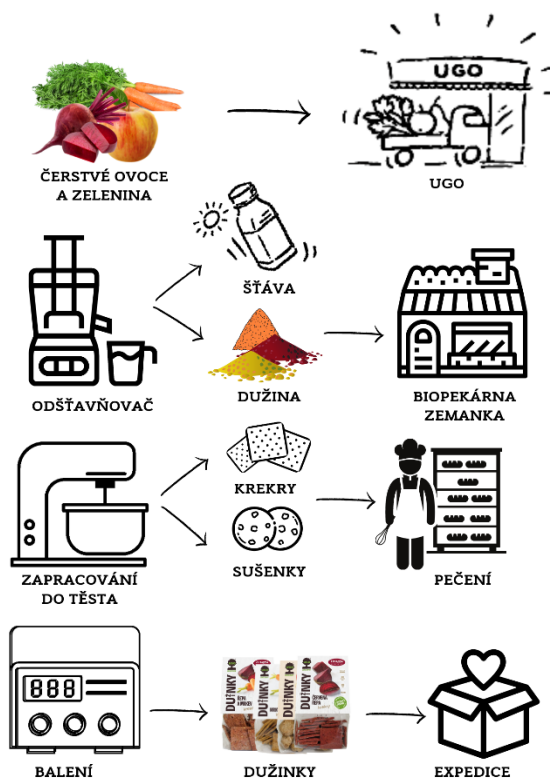 UGO
ČERSTVÉ OVOCE
A ZELENINA
UGO
ŠŤÁVA
ODŠŤAVŇOVAČ
DUŽINA
BIOPEKÁRNA
ZEMANKA
KREKRY
ZAPRACOVÁNÍ
DO TĚSTA
SUŠENKY
PEČENÍ
888
DUŽINKY
DUŽINKY
BALENÍ
DUŽINKY
EXPEDICE